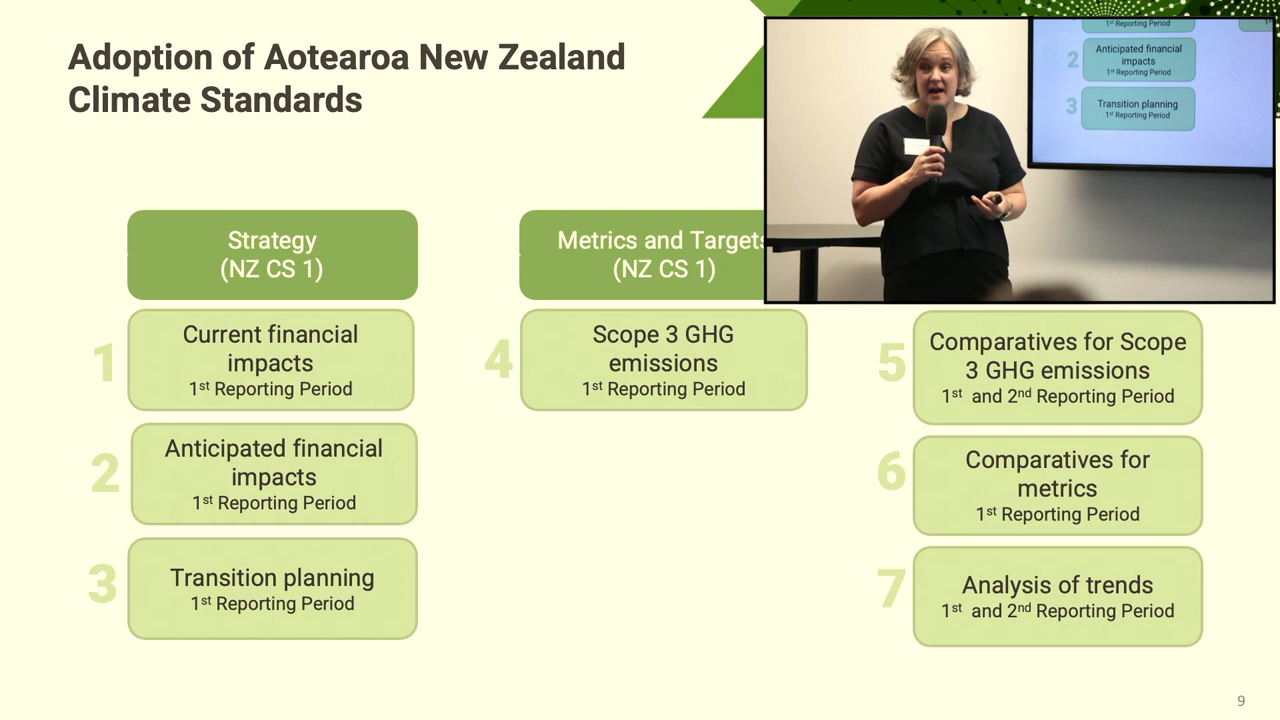 Adoption of Aotearoa New Zealand
Climate Standards
Strategy
(NZ CS 1)
1
Current financial
impacts
1st Reporting Period
2
Anticipated financial
impacts
1st Reporting Period
3
Transition planning
1st Reporting Period
Metrics and Targets
(NZ CS 1)
4
Scope 3 GHG
emissions
1st Reporting Period
5
Comparatives for Scope
3 GHG emissions
1st and 2nd Reporting Period
6
Comparatives for
metrics
1st Reporting Period
7
Analysis of trends
1st and 2nd Reporting Period
1st Reporting Period
2
Anticipated financial
impacts
1st Reporting Period
3
Transition planning
1st Reporting Period
9